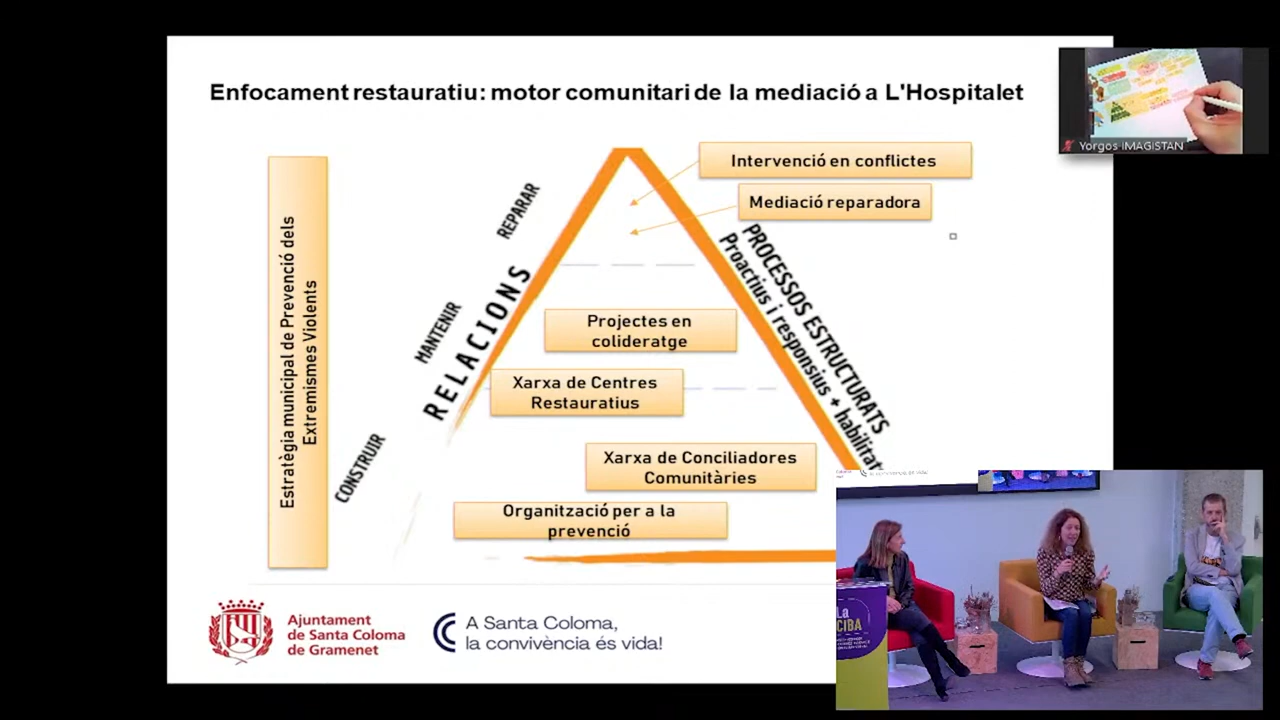 Enfocament restauratiu: motor comunitari de la mediació a L'Hospitalet
Estratègia municipal de Prevenció dels
Extremismes Violents
REPARAR
MANTENIR
CONSTRUIR
RELACIONS
Intervenció en conflictes
Mediació reparadora
PROCESSOS ESTRUCTURATS
Proactius i responsius + habilitat
Projectes en
colideratge
Xarxa de Centres
Restauratius
Xarxa de Conciliadores
Comunitàries
Organització per a la
prevenció
Ajuntament
de Santa Coloma
de Gramenet
A Santa Coloma,
la convivència és vida!
Yorgos IMAGISTAN
La
CIBA